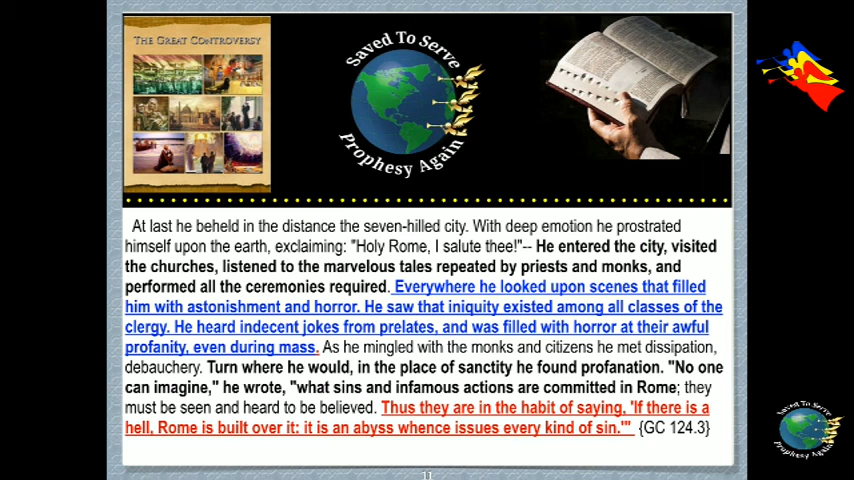 THE GREAT CONTROVERSY
Saved To Serve
Prophesy Again
At last he beheld in the distance the seven-hilled city. With deep emotion he prostrated
himself upon the earth, exclaiming: "Holy Rome, I salute thee!"-- He entered the city, visited
the churches, listened to the marvelous tales repeated by priests and monks, and
performed all the ceremonies required. Everywhere he looked upon scenes that filled
him with astonishment and horror. He saw that iniquity existed among all classes of the
clergy. He heard indecent jokes from prelates, and was filled with horror at their awful
profanity, even during mass. As he mingled with the monks and citizens he met dissipation,
debauchery. Turn where he would, in the place of sanctity he found profanation. "No one
can imagine," he wrote, "what sins and infamous actions are committed in Rome; they
must be seen and heard to be believed. Thus they are in the habit of saying, 'If there is a
hell, Rome is built over it: it is an abyss whence issues every kind of sin.'" {GC 124.3}
11
Saved To Serve
Prophesy Again